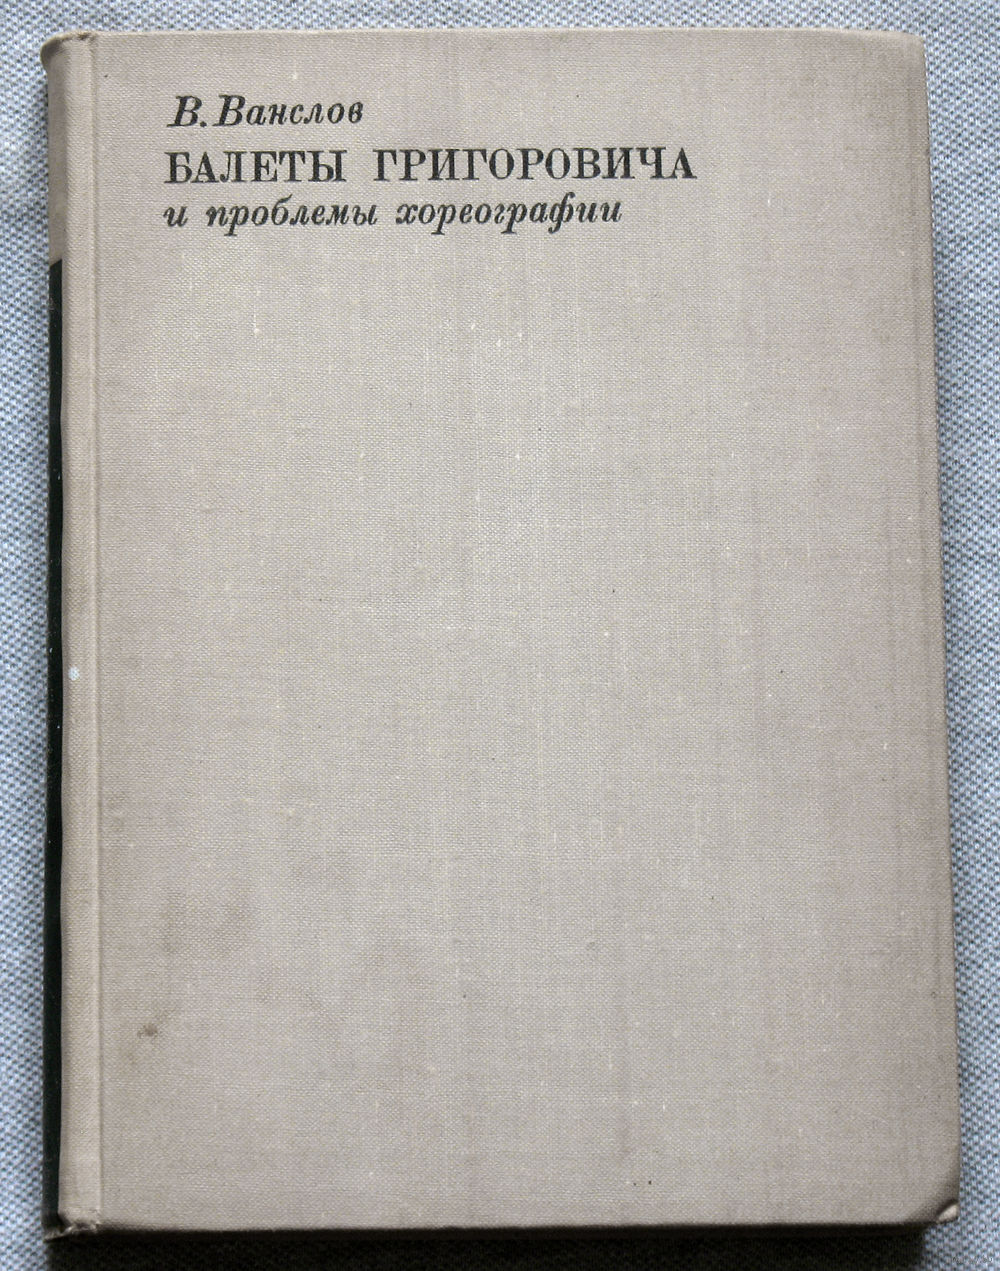 В. Ванслов
БАЛЕТЫ ГРИГОРОВИЧА
и проблемы хореографии